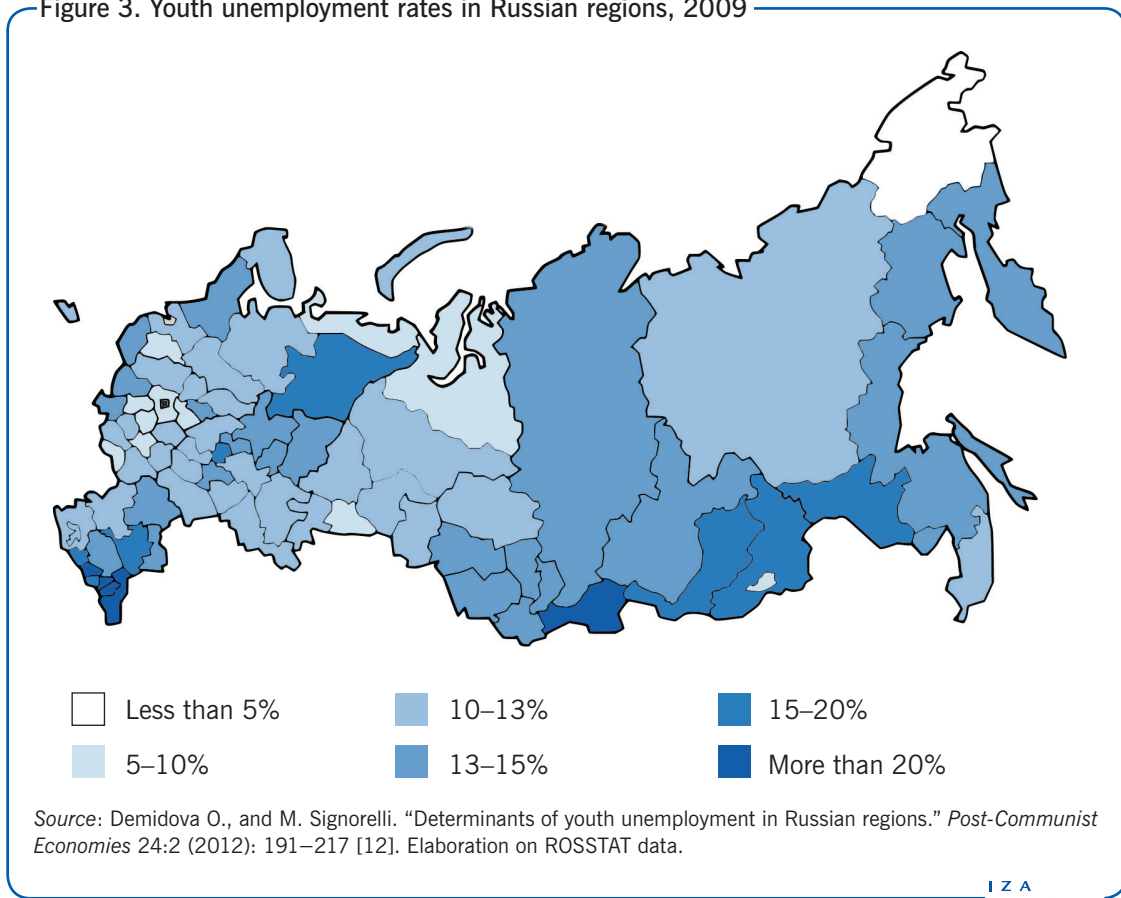 Figure 3. Youth unemployment rates in Russian regions, 2009
Less than 5%
10–13%
15–20%
5–10%
13–15%
More than 20%
Source: Demidova O., and M. Signorelli. “Determinants of youth unemployment in Russian regions.” Post-Communist
Economies 24:2 (2012): 191–217 [12]. Elaboration on ROSSTAT data.
I Z A